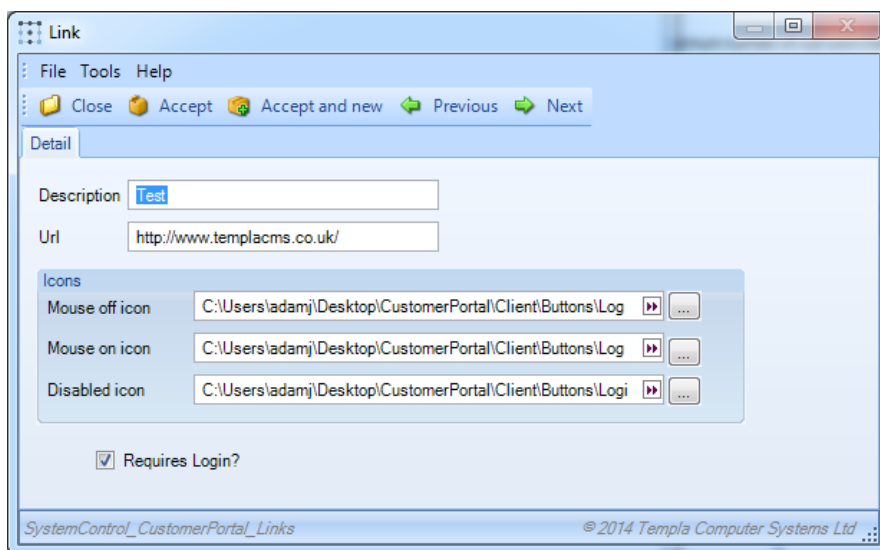 Link
File Tools Help
Close Accept Accept and new Previous Next
Detail
Description Test
Url http://www.templacms.co.uk/
Icons
Mouse off icon C:\Users\adamj\Desktop\CustomerPortal\Client\Buttons\Log ...
Mouse on icon C:\Users\adamj\Desktop\CustomerPortal\Client\Buttons\Log ...
Disabled icon C:\Users\adamj\Desktop\CustomerPortal\Client\Buttons\Logi ...
Requires Login?
SystemControl_CustomerPortal_Links © 2014 Templa Computer Systems Ltd